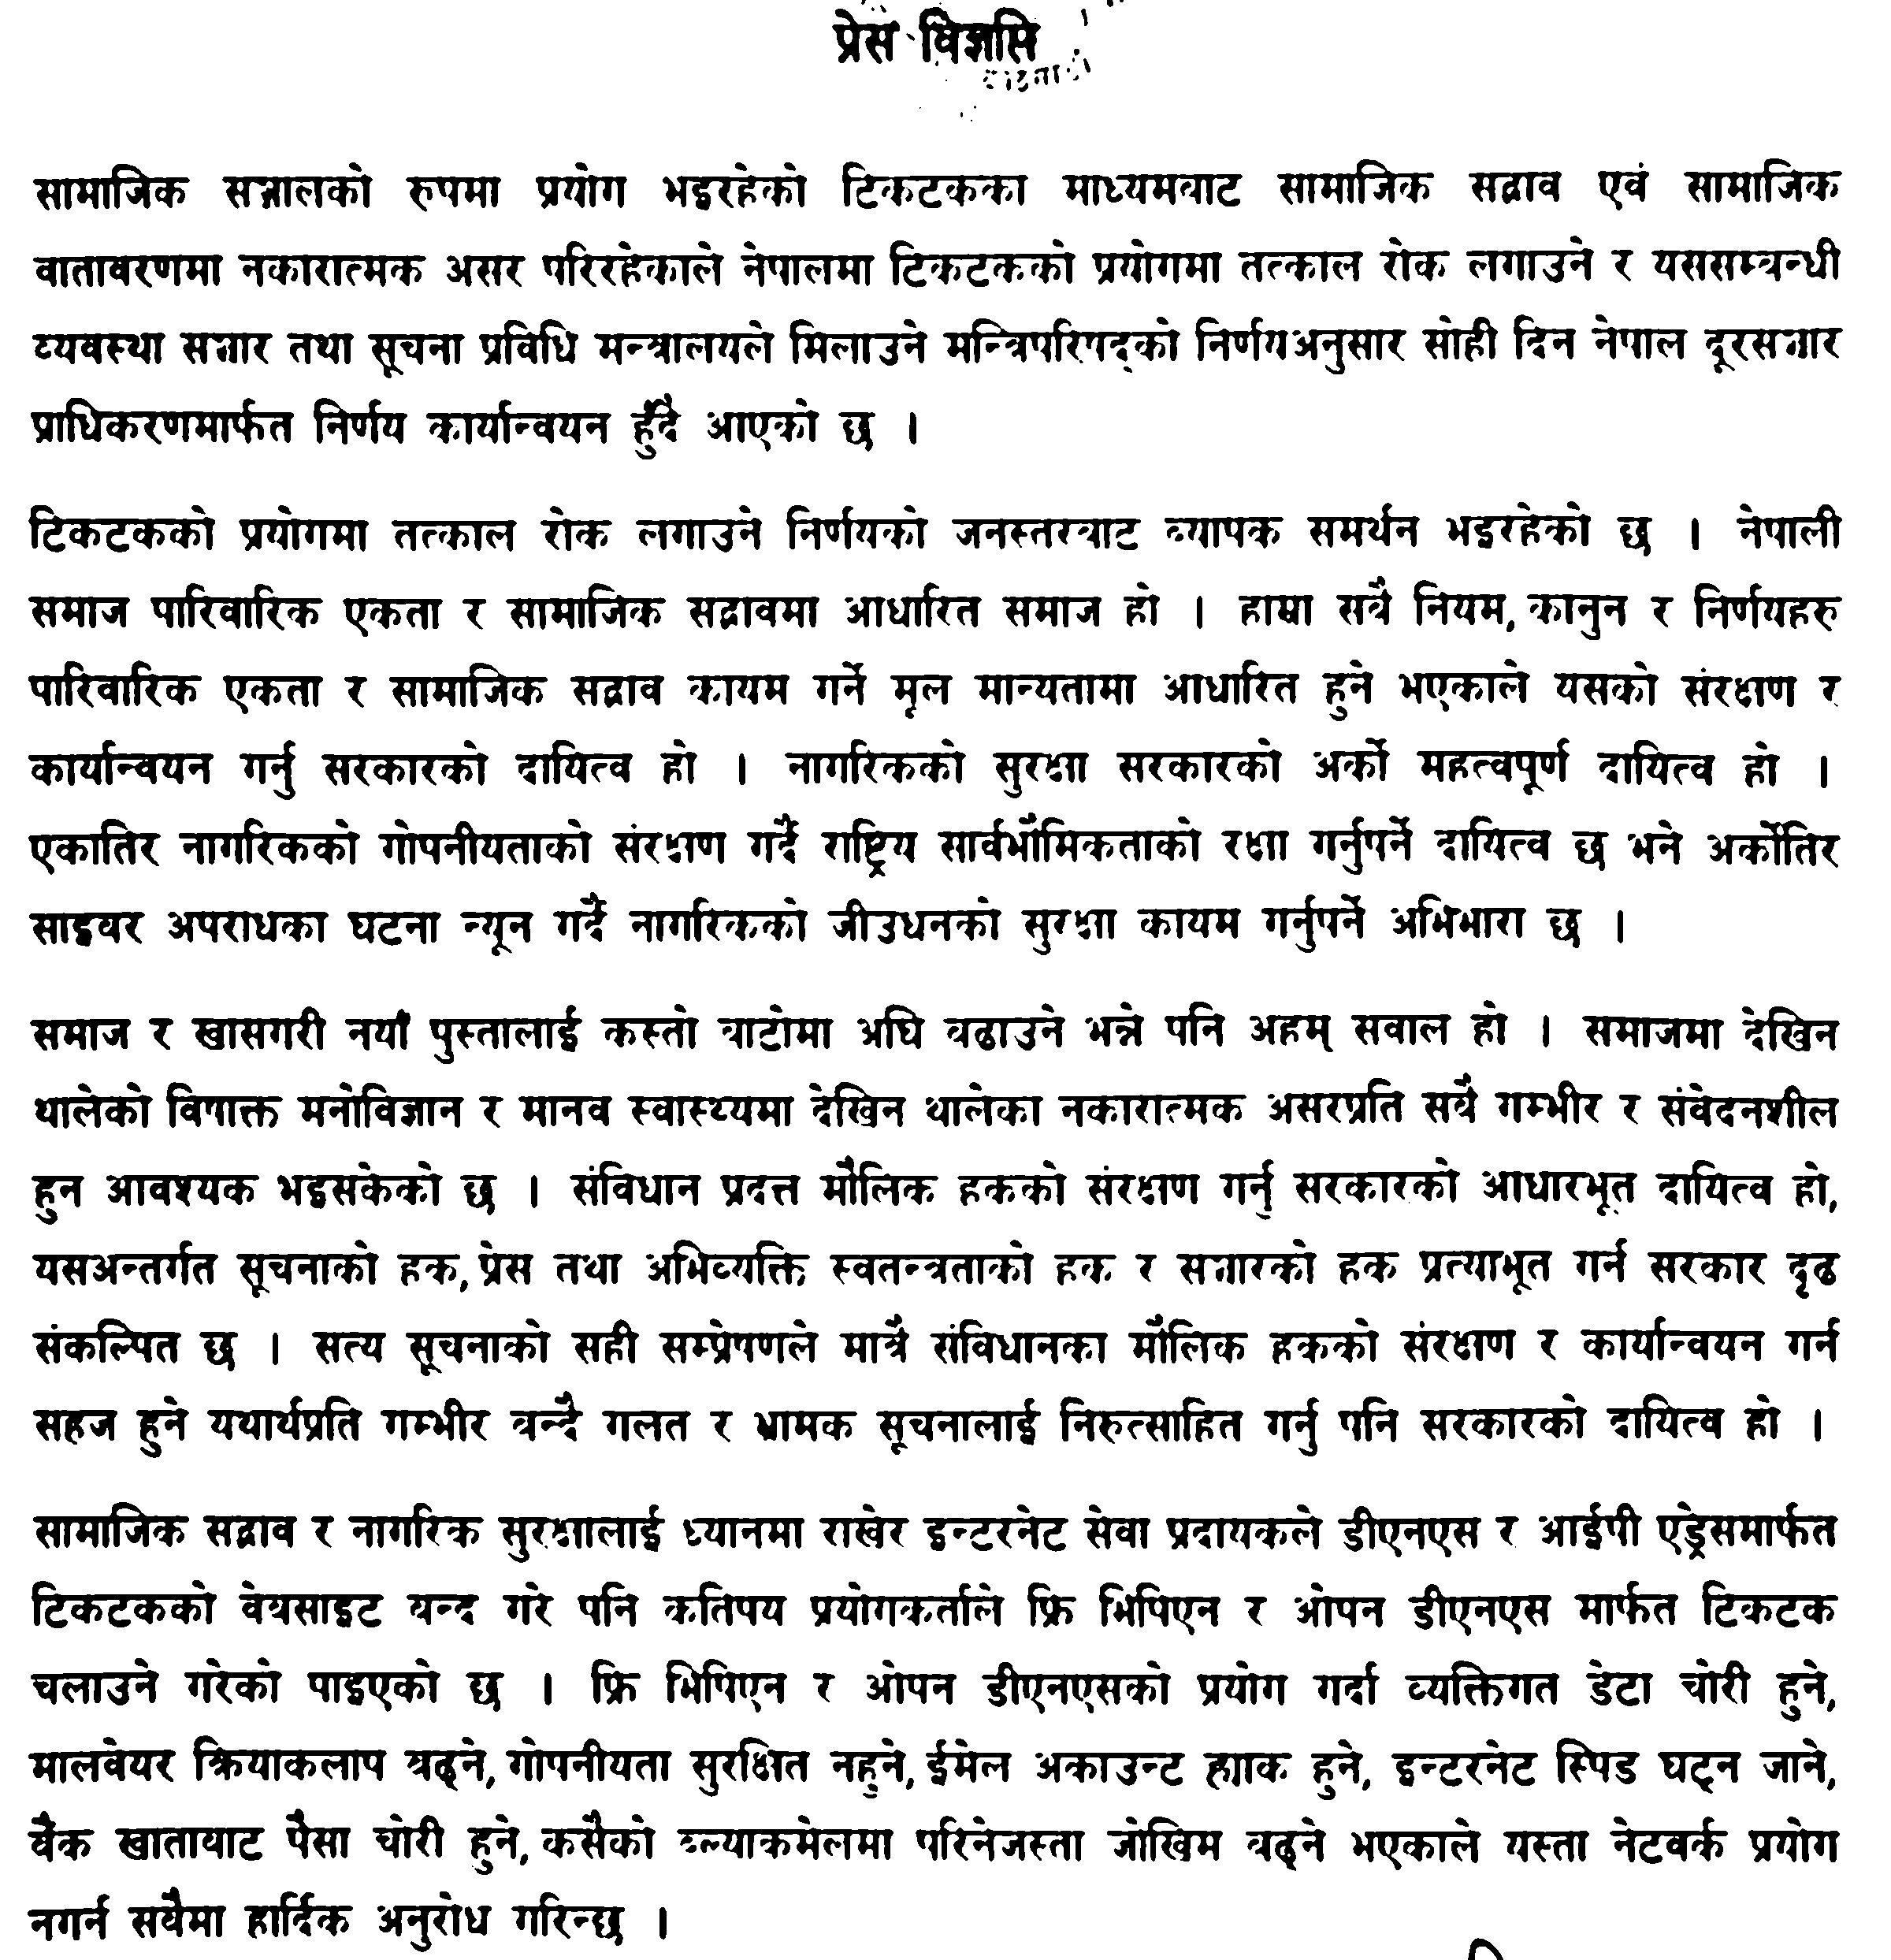 प्रेस विज्ञप्ति
सामाजिक सञ्जालको रुपमा प्रयोग भइरहेको टिकटकका माध्यमबाट सामाजिक सद्भाव एवं सामाजिक
वातावरणमा नकारात्मक असर परिरहेकाले नेपालमा टिकटकको प्रयोगमा तत्काल रोक लगाउने र यससम्बन्धी
व्यवस्था सञ्चार तथा सूचना प्रविधि मन्त्रालयले मिलाउने मन्त्रिपरिषद्को निर्णयअनुसार सोही दिन नेपाल दूरसञ्चार
प्राधिकरणमार्फत निर्णय कार्यान्वयन हुँदै आएको छ ।
टिकटकको प्रयोगमा तत्काल रोक लगाउने निर्णयको जनस्तरबाट व्यापक समर्थन भइरहेको छ । नेपाली
समाज पारिवारिक एकता र सामाजिक सद्भावमा आधारित समाज हो । हाम्रा सबै नियम, कानुन र निर्णयहरु
पारिवारिक एकता र सामाजिक सद्भाव कायम गर्ने मूल मान्यतामा आधारित हुने भएकाले यसको संरक्षण र
कार्यान्वयन गर्नु सरकारको दायित्व हो । नागरिकको सुरक्षा सरकारको अर्को महत्वपूर्ण दायित्व हो ।
एकातिर नागरिकको गोपनीयताको संरक्षण गर्दै राष्ट्रिय सार्वभौमिकताको रक्षा गर्नुपर्ने दायित्व छ भने अर्कोतिर
साइबर अपराधका घटना न्यून गर्दै नागरिकको जीउधनको सुरक्षा कायम गर्नुपर्ने अभिभारा छ ।
समाज र खासगरी नयाँ पुस्तालाई कस्तो बाटोमा अघि बढाउने भन्ने पनि अहम् सवाल हो । समाजमा देखिन
थालेको विषाक्त मनोविज्ञान र मानव स्वास्थ्यमा देखिन थालेका नकारात्मक असरप्रति सबै गम्भीर र संवेदनशील
हुन आवश्यक भइसकेको छ । संविधान प्रदत्त मौलिक हकको संरक्षण गर्नु सरकारको आधारभूत दायित्व हो,
यसअन्तर्गत सूचनाको हक, प्रेस तथा अभिव्यक्ति स्वतन्त्रताको हक र सञ्चारको हक प्रत्याभूत गर्न सरकार दृढ
संकल्पित छ । सत्य सूचनाको सही सम्प्रेषणले मात्रै संविधानका मौलिक हकको संरक्षण र कार्यान्वयन गर्न
सहज हुने यथार्थप्रति गम्भीर बन्दै गलत र भ्रामक सूचनालाई निरुत्साहित गर्नु पनि सरकारको दायित्व हो ।
सामाजिक सद्भाव र नागरिक सुरक्षालाई ध्यानमा राखेर इन्टरनेट सेवा प्रदायकले डीएनएस र आईपी एड्रेसमार्फत
टिकटकको वेबसाइट बन्द गरे पनि कतिपय प्रयोगकर्ताले फ्रि भिपिएन र ओपन डीएनएस मार्फत टिकटक
चलाउने गरेको पाइएको छ । फ्रि भिपिएन र ओपन डीएनएसको प्रयोग गर्दा व्यक्तिगत डेटा चोरी हुने,
मालवेयर क्रियाकलाप बढ्ने, गोपनीयता सुरक्षित नहुने, ईमेल अकाउन्ट ह्याक हुने, इन्टरनेट स्पिड घट्न जाने,
बैंक खाताबाट पैसा चोरी हुने, कसैको ब्ल्याकमेलमा परिनेजस्ता जोखिम बढ्ने भएकाले यस्ता नेटवर्क प्रयोग
नगर्न सबैमा हार्दिक अनुरोध गरिन्छ ।